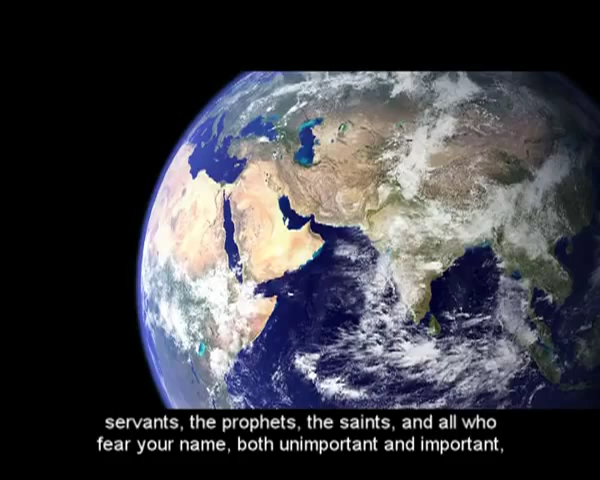 servants, the prophets, the saints, and all who
fear your name, both unimportant and important,